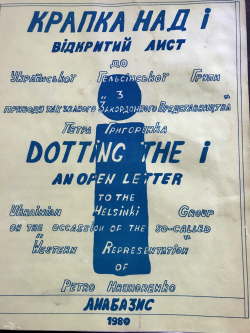 КРАПКА НАД і
ВІДКРИТИЙ ЛИСТ
до
Української Гельсінської Групи
з
приводу так званого "Закордонного Представництва"
Петра Григоренка
DOTTING THE i
AN OPEN LETTER
TO THE
Ukrainian Helsinki Group
ON THE OCCASSION OF THE SO-CALLED
"Western Representation"
OF
Petro Hryhorenko
АНАБАЗИС
1980